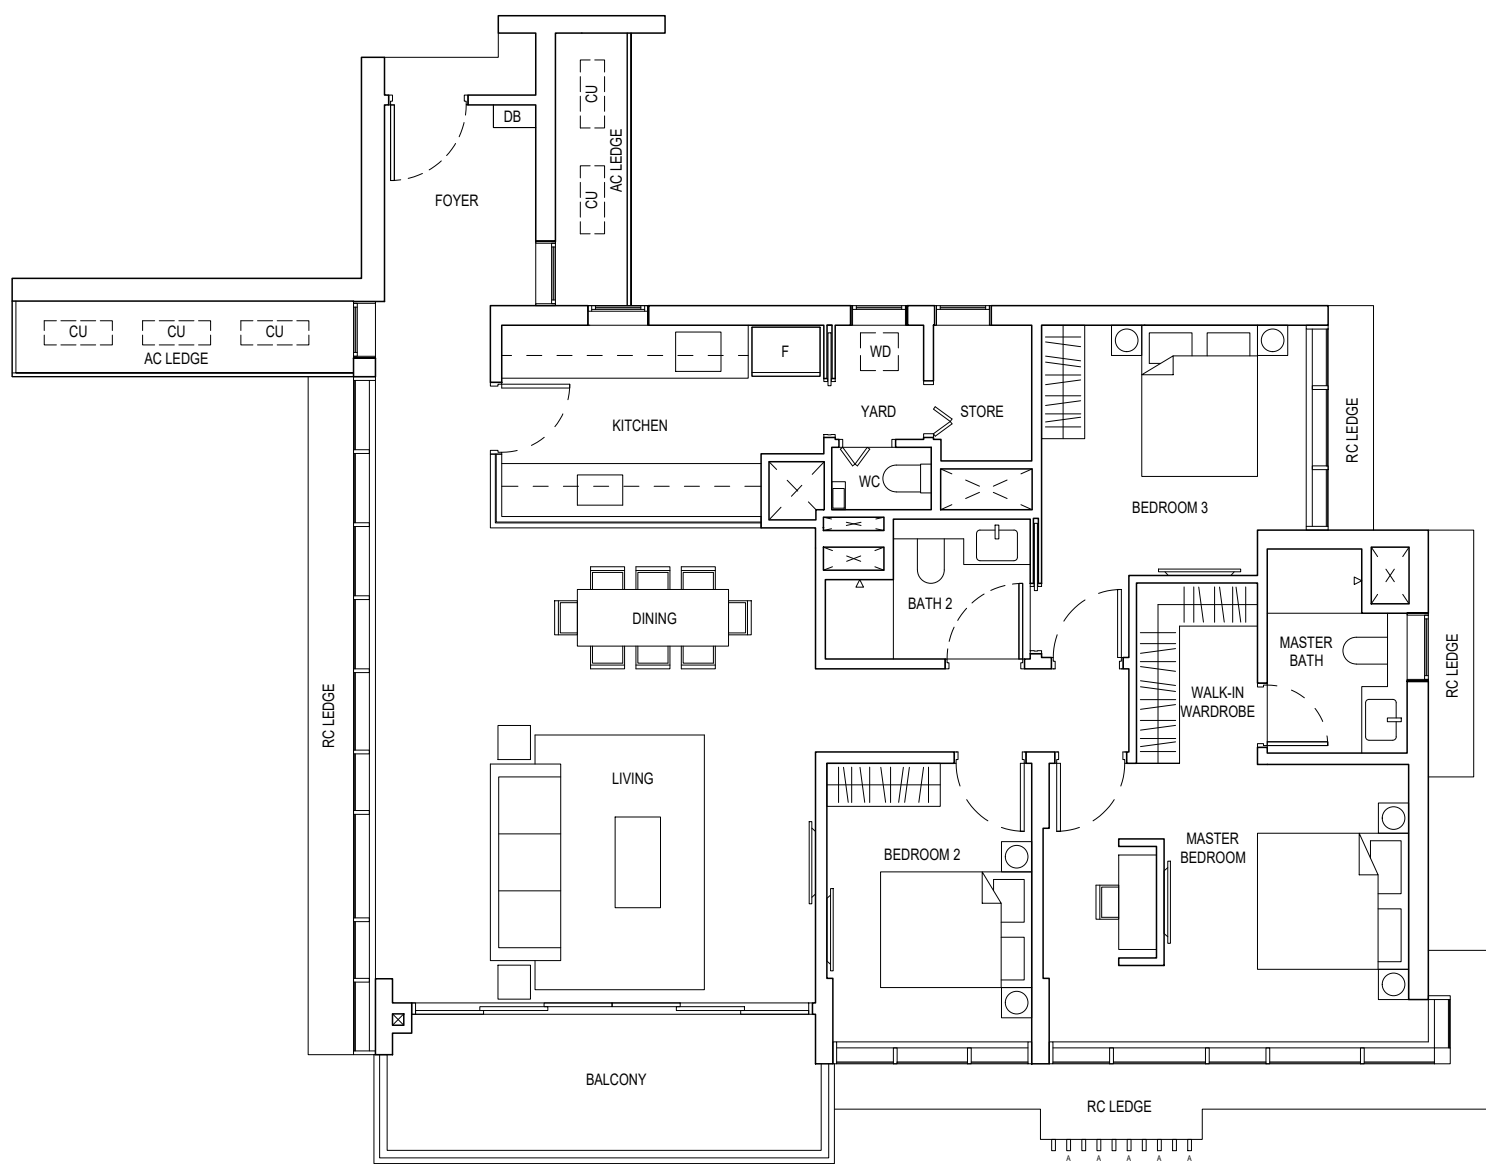 CU
DB
AC LEDGE
CU
FOYER
CU
CU
CU
AC LEDGE
F
WD
KITCHEN
YARD
STORE
RC LEDGE
WC
BEDROOM 3
X
BATH 2
DINING
MASTER
BATH
RC LEDGE
WALK-IN
WARDROBE
RC LEDGE
LIVING
MASTER
BEDROOM
BEDROOM 2
BALCONY
RC LEDGE
A A A A A